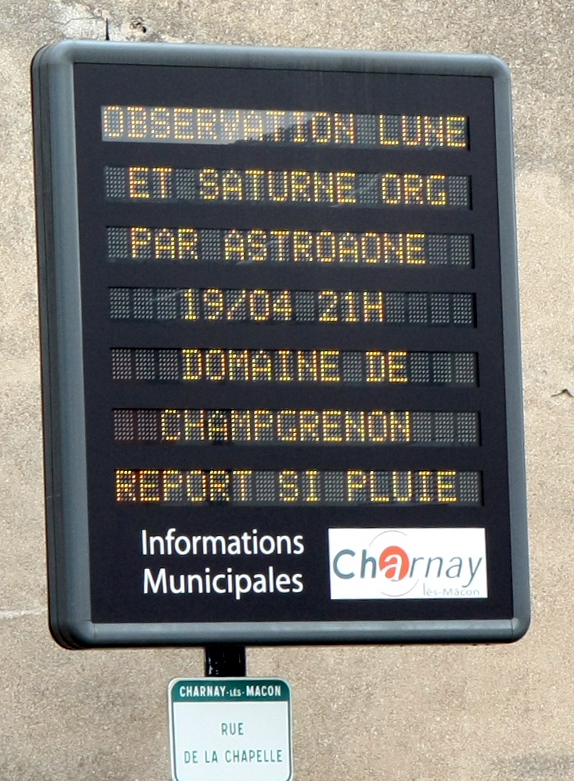 OBSERVATION LUNE
ET SATURNE ORG
PAR ASTROAONE
19/04 21H
DOMAINE DE
CHAMPGRENON
REPORT SI PLUIE
Informations
Municipales
Charnay
lès-Mâcon
CHARNAY-LÈS-MACON
RUE
DE LA CHAPELLE